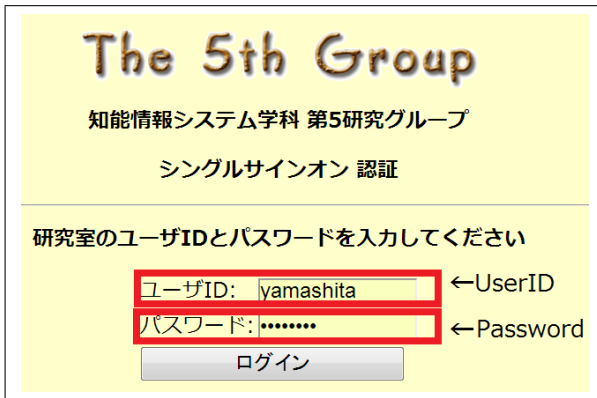 The 5th Group
知能情報システム学科 第5研究グループ
シングルサインオン 認証
研究室のユーザIDとパスワードを入力してください
ユーザID: yamashita ←UserID
パスワード: •••••••• ←Password
ログイン